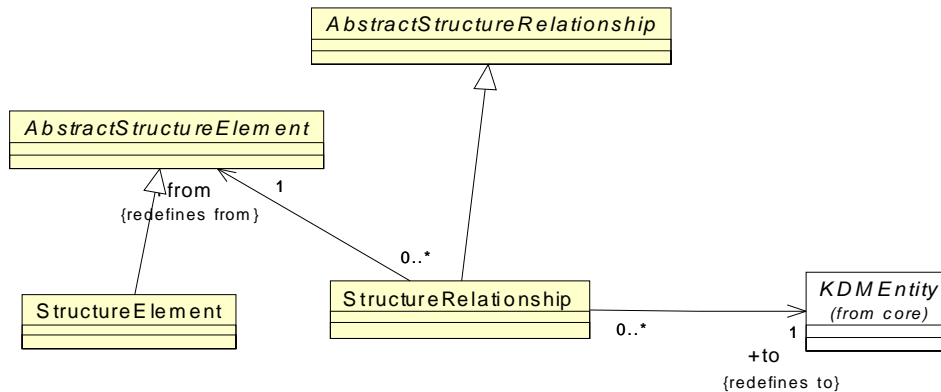 AbstractStructureRelationship
AbstractStructureElement
from
{redefines from}
1
0..*
StructureElement
StructureRelationship
0..*
KDMEntity
(from core)
1
+to
{redefines to}